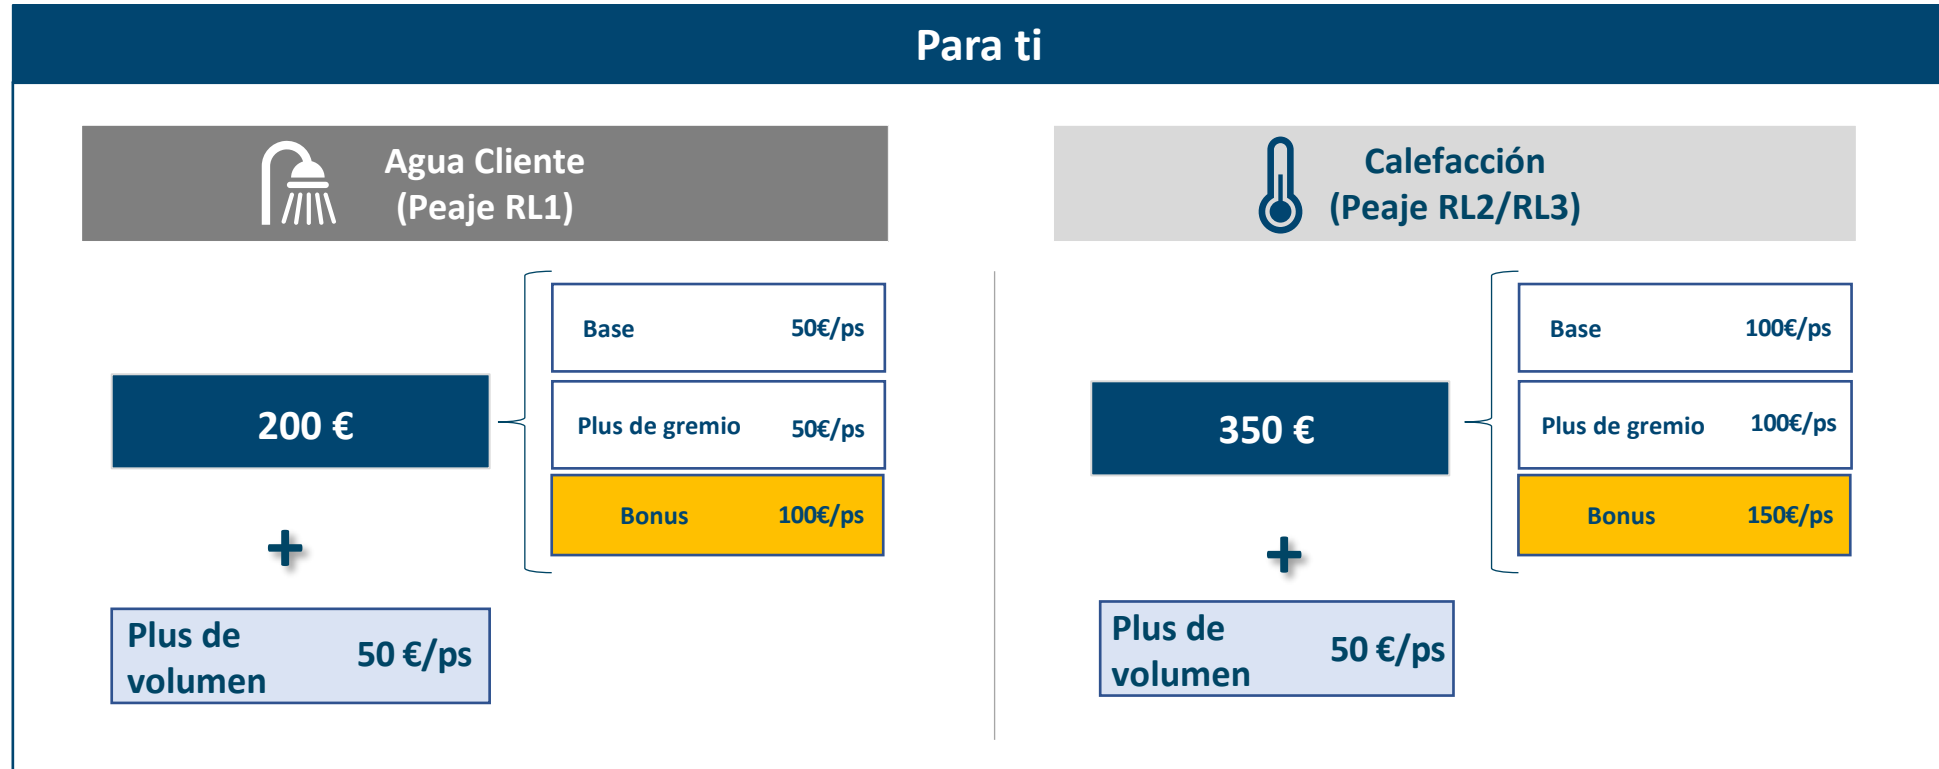 Para ti
Agua Cliente
(Peaje RL1)
Base 50€/ps
Plus de gremio 50€/ps
Bonus 100€/ps
200 €
+
Plus de
volumen
50 €/ps
Calefacción
(Peaje RL2/RL3)
Base 100€/ps
Plus de gremio 100€/ps
Bonus 150€/ps
350 €
+
Plus de
volumen
50 €/ps